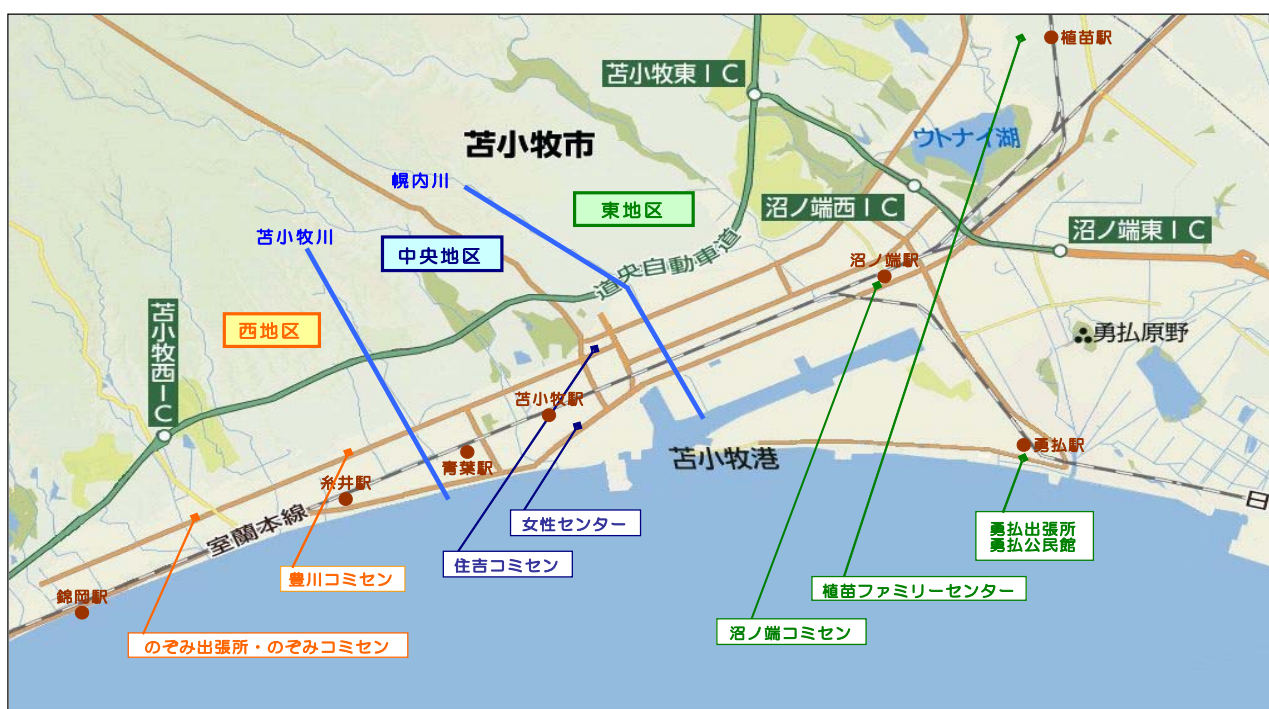 植苗駅
苫小牧東IC
ウトナイ湖
苫小牧市
幌内川
東地区
沼ノ端西IC
沼ノ端東IC
苫小牧川
中央地区
道央自動車道
沼ノ端駅
西地区
苫小牧西IC
勇払原野
苫小牧駅
苫小牧港
勇払駅
青葉駅
糸井駅
日
室蘭本線
女性センター
勇払出張所
勇払公民館
住吉コミセン
豊川コミセン
植苗ファミリーセンター
錦岡駅
沼ノ端コミセン
のぞみ出張所・のぞみコミセン